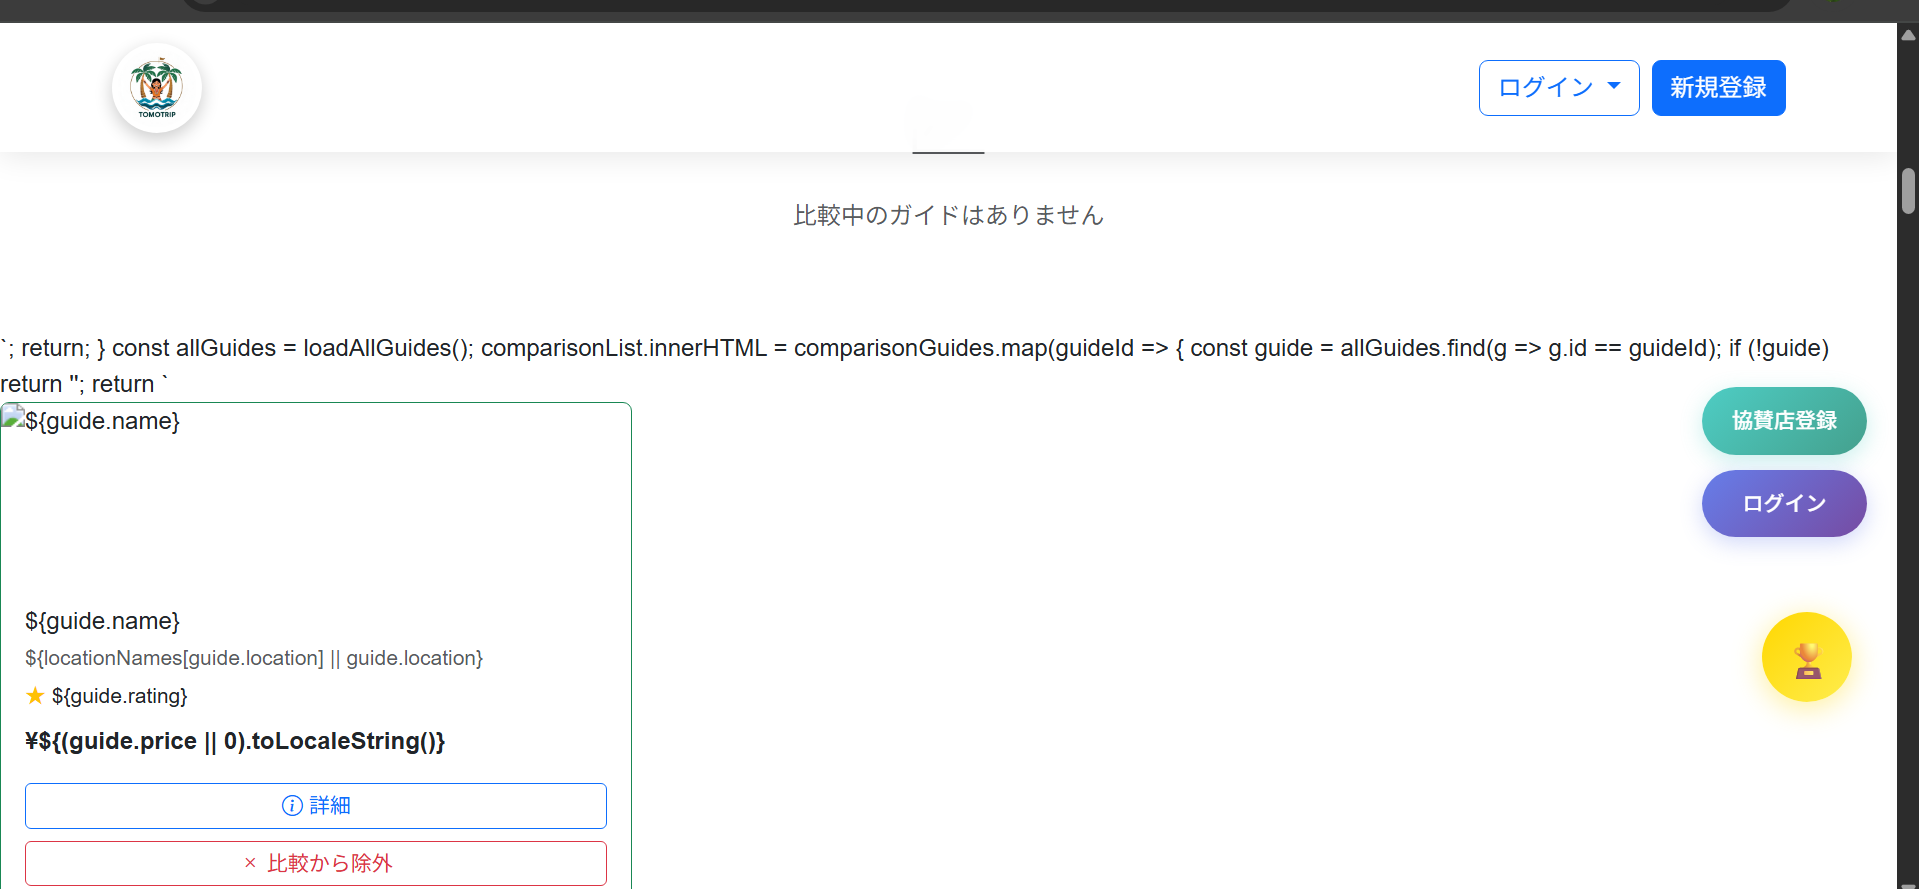 TOMOTRIP
ログイン
新規登録
比較中のガイドはありません
`; return; } const allGuides = loadAllGuides(); comparisonList.innerHTML = comparisonGuides.map(guideId => { const guide = allGuides.find(g => g.id == guideId); if (!guide)
return ''; return `
${guide.name}
協賛店登録
ログイン
${guide.name}
${locationNames[guide.location] || guide.location}
★ ${guide.rating}
¥${(guide.price || 0).toLocaleString()}
詳細
× 比較から除外